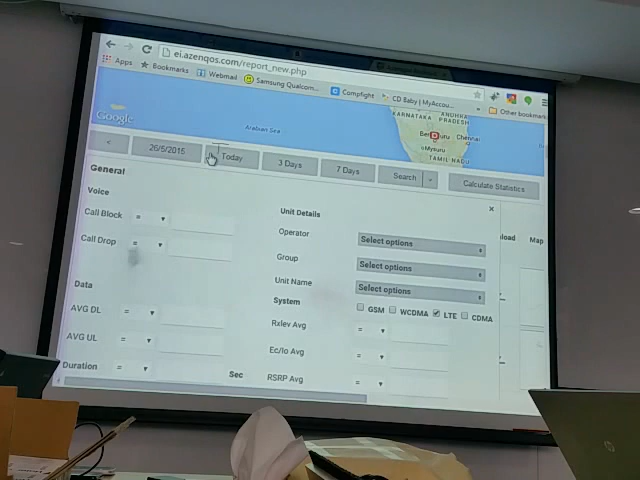 ei.azenqos.com/report_new.php
Apps Bookmarks Webmail Samsung Qualcom... Compfight CD Baby | MyAccou... Other bookmark
Google
Arabian Sea
KARNATAKA
ANDHRA PRADESH
Chennai
Mysuru
TAMIL NADU
< 26/5/2015 Today 3 Days 7 Days Search Calculate Statistics
General
Voice
Call Block =
Call Drop =
Data
AVG DL =
AVG UL =
Duration = Sec
x
Unit Details
Operator Select options
Group Select options
Unit Name Select options
System GSM WCDMA LTE CDMA
Rxlev Avg =
Ec/Io Avg =
RSRP Avg =
load Map
hp